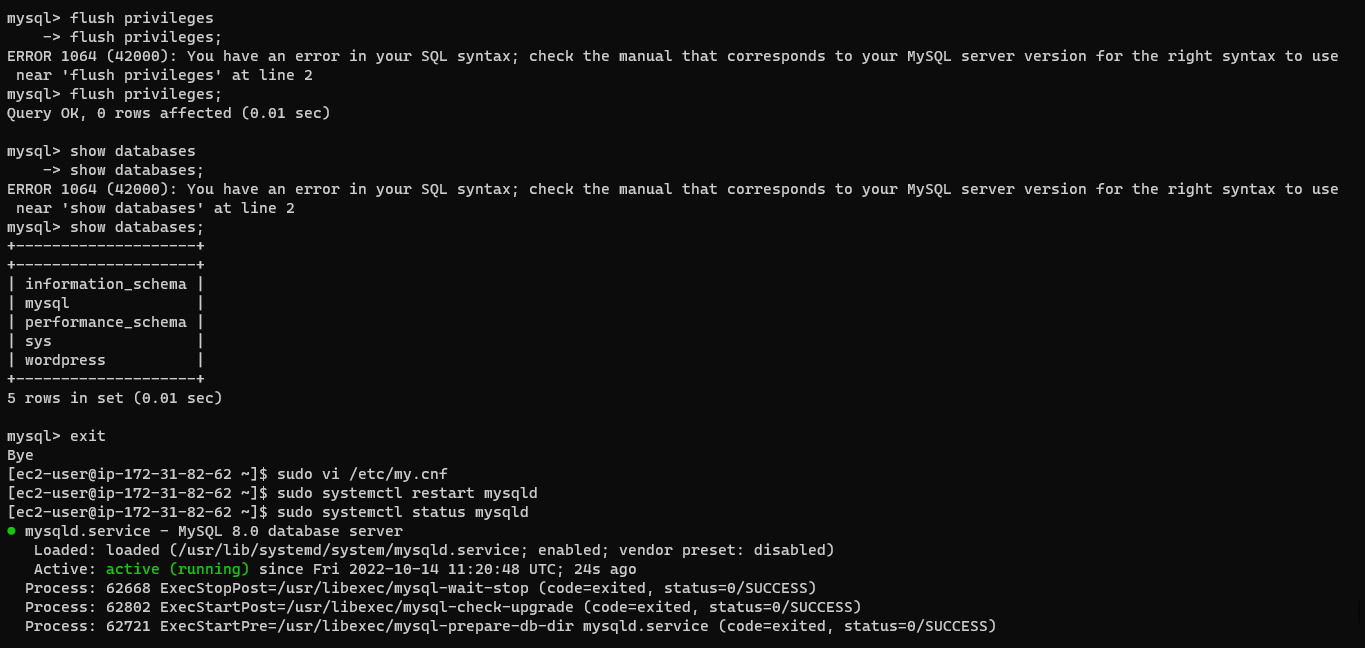 mysql> flush privileges
    -> flush privileges;
ERROR 1064 (42000): You have an error in your SQL syntax; check the manual that corresponds to your MySQL server version for the right syntax to use
 near 'flush privileges' at line 2
mysql> flush privileges;
Query OK, 0 rows affected (0.01 sec)

mysql> show databases
    -> show databases;
ERROR 1064 (42000): You have an error in your SQL syntax; check the manual that corresponds to your MySQL server version for the right syntax to use
 near 'show databases' at line 2
mysql> show databases;
+--------------------+
+--------------------+
| information_schema |
| mysql              |
| performance_schema |
| sys                |
| wordpress          |
+--------------------+
5 rows in set (0.01 sec)

mysql> exit
Bye
[ec2-user@ip-172-31-82-62 ~]$ sudo vi /etc/my.cnf
[ec2-user@ip-172-31-82-62 ~]$ sudo systemctl restart mysqld
[ec2-user@ip-172-31-82-62 ~]$ sudo systemctl status mysqld
● mysqld.service - MySQL 8.0 database server
   Loaded: loaded (/usr/lib/systemd/system/mysqld.service; enabled; vendor preset: disabled)
   Active: active (running) since Fri 2022-10-14 11:20:48 UTC; 24s ago
  Process: 62668 ExecStopPost=/usr/libexec/mysql-wait-stop (code=exited, status=0/SUCCESS)
  Process: 62802 ExecStartPost=/usr/libexec/mysql-check-upgrade (code=exited, status=0/SUCCESS)
  Process: 62721 ExecStartPre=/usr/libexec/mysql-prepare-db-dir mysqld.service (code=exited, status=0/SUCCESS)